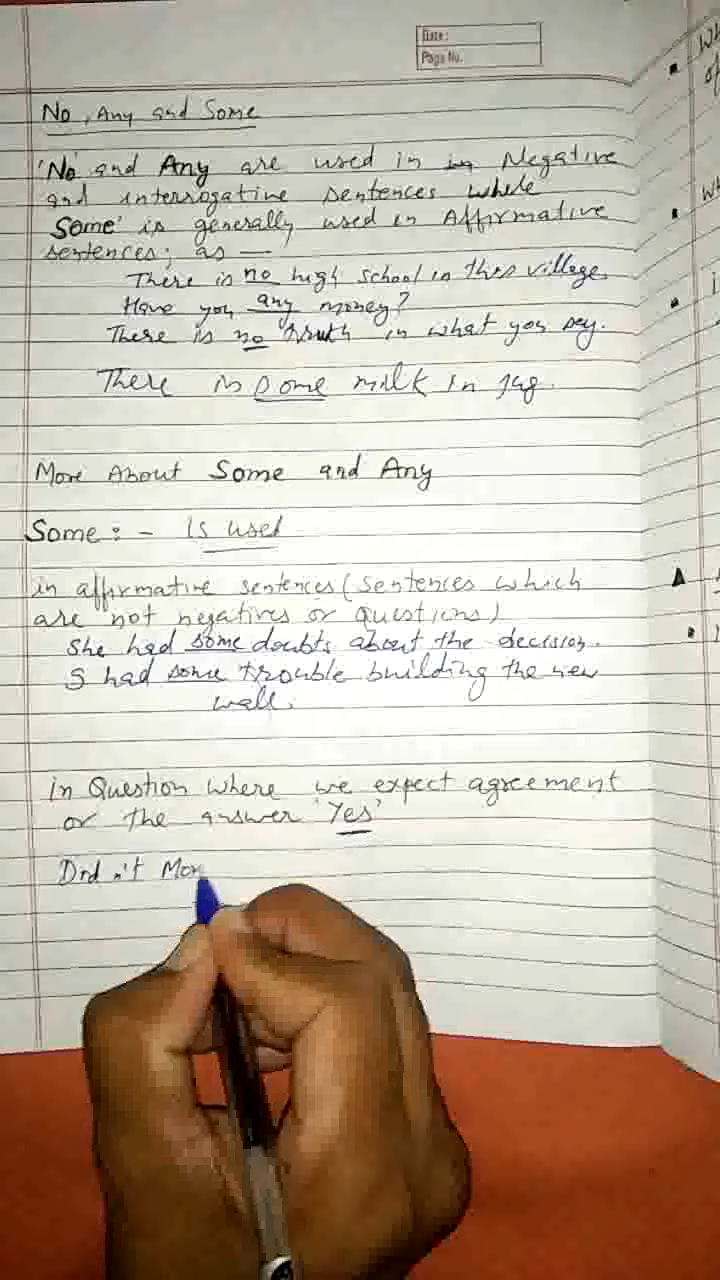 Date:
Page No.
No, Any and Some
'No' and Any are used in in Negative
and interrogative sentences while
Some' is generally used in Affirmative
sentences; as —
There is no high school in this village.
Have you any money?
There is no truth in what you say.
There is some milk in jug.
More About Some and Any
Some: - is used
in affirmative sentences (sentences which
are not negatives or questions)
She had some doubts about the decision.
I had some trouble building the new
wall.
in Question where we expect agreement
or the answer 'Yes'
Didn't Mom